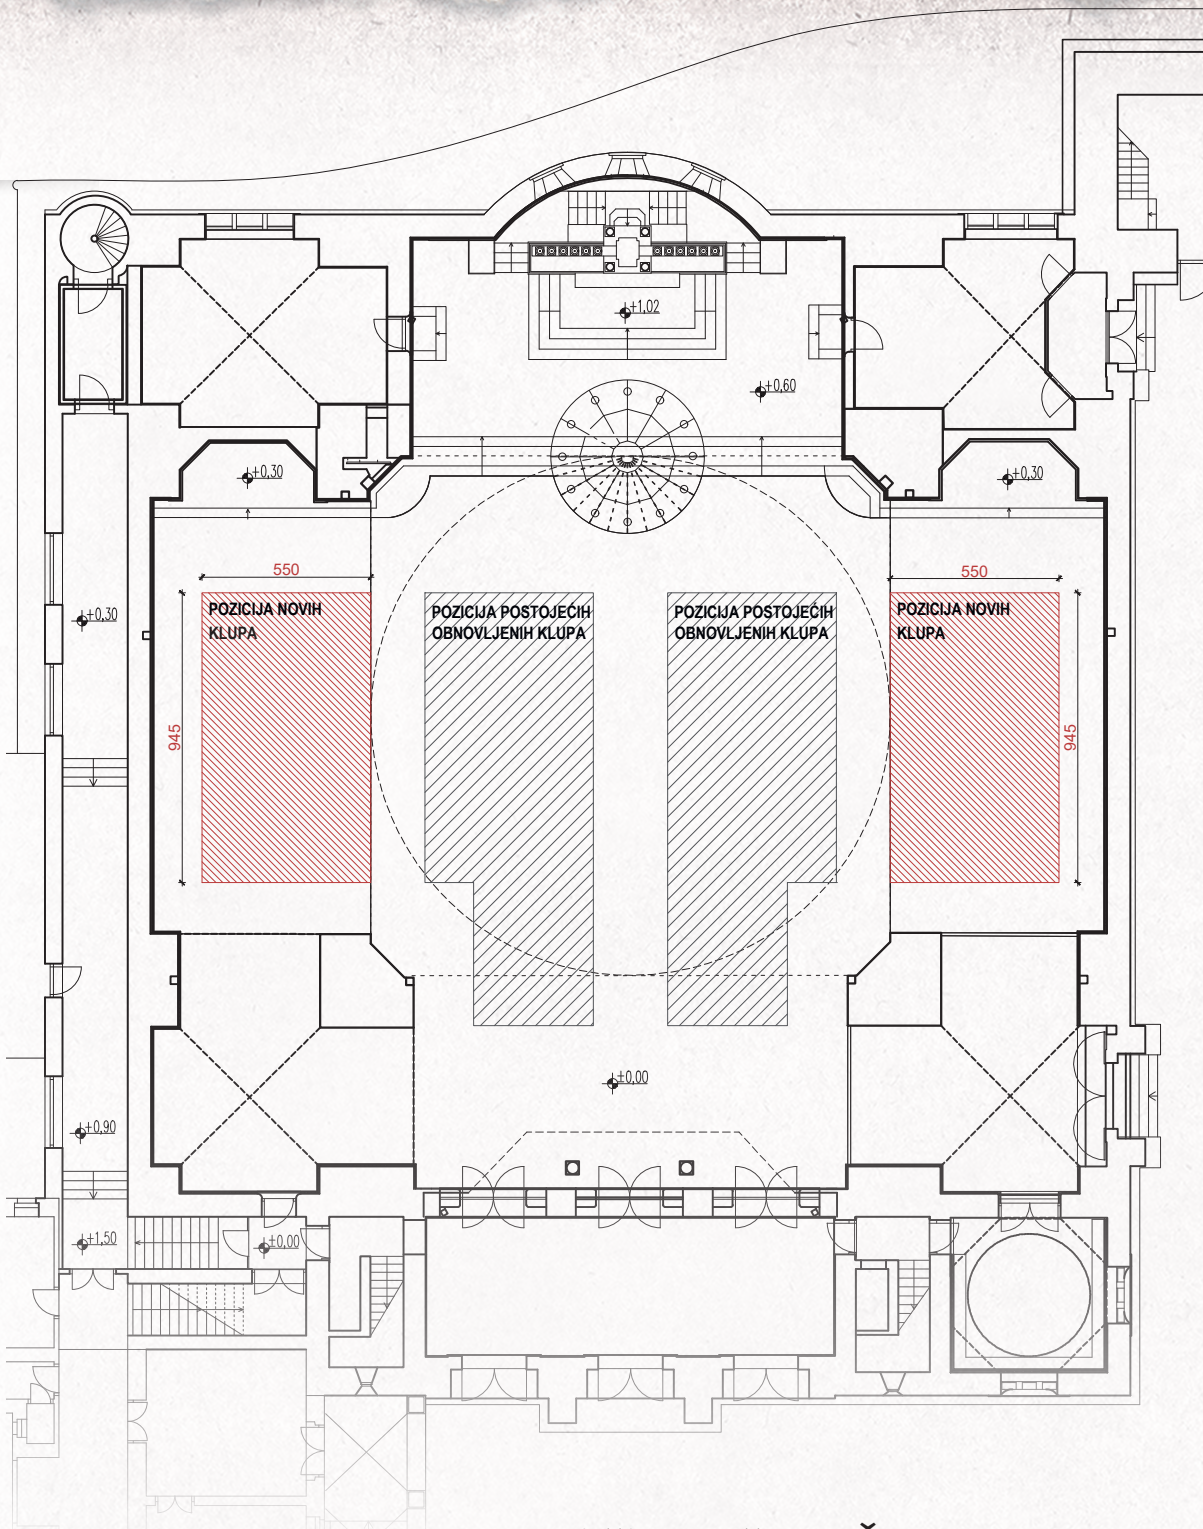 +1,02
+0,60
+0,30
+0,30
550
550
POZICIJA NOVIH
KLUPA
POZICIJA POSTOJEĆIH
OBNOVLJENIH KLUPA
POZICIJA POSTOJEĆIH
OBNOVLJENIH KLUPA
POZICIJA NOVIH
KLUPA
+0,30
945
945
±0,00
+0,90
+1,50
±0,00